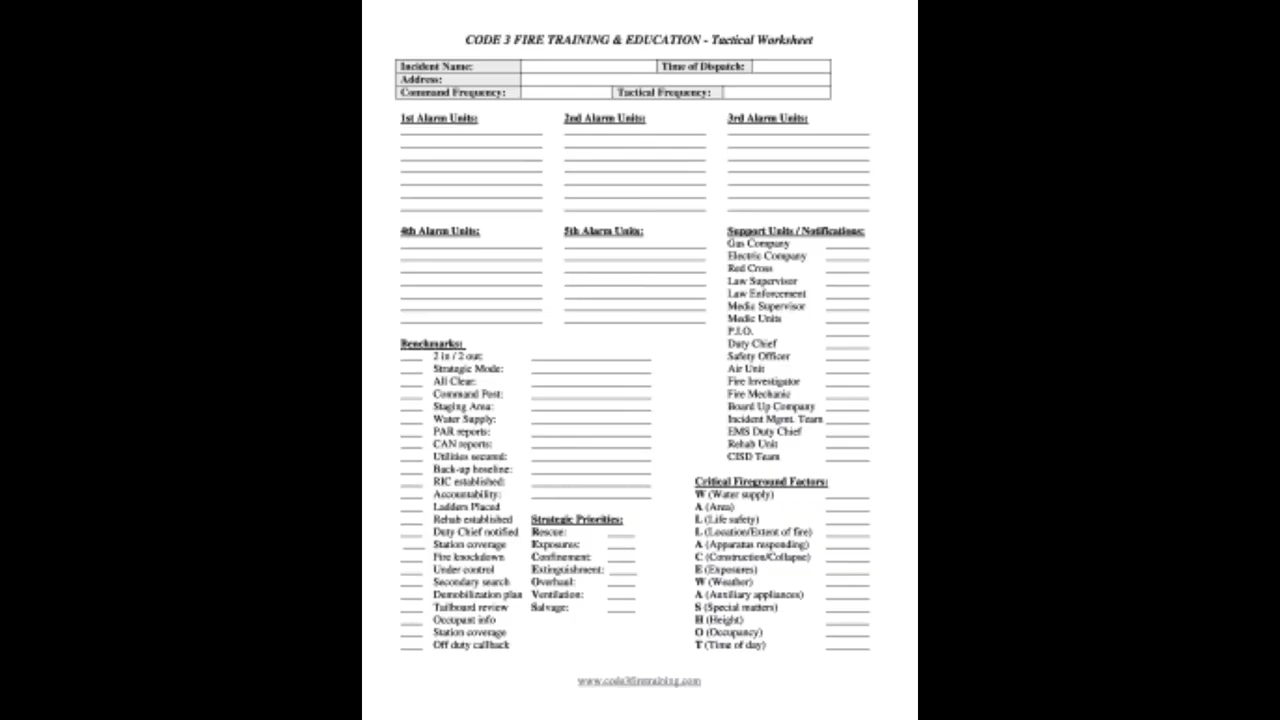 CODE 3 FIRE TRAINING & EDUCATION - Tactical Worksheet
Incident Name: Time of Dispatch:
Address:
Command Frequency: Tactical Frequency:
1st Alarm Units: 2nd Alarm Units: 3rd Alarm Units:
4th Alarm Units: 5th Alarm Units: Support Units / Notifications:
Gas Company
Electric Company
Red Cross
Law Supervisor
Law Enforcement
Medic Supervisor
Medic Units
P.I.O.
Duty Chief
Safety Officer
Air Unit
Fire Investigator
Fire Mechanic
Board Up Company
Incident Mgmt. Team
EMS Duty Chief
Rehab Unit
CISD Team
Benchmarks:
2 in / 2 out:
Strategic Mode:
All Clear:
Command Post:
Staging Area:
Water Supply:
PAR reports:
CAN reports:
Utilities secured:
Back-up hoseline:
RIC established:
Accountability:
Ladders Placed
Rehab established
Duty Chief notified
Station coverage
Fire knockdown
Under control
Secondary search
Demobilization plan
Tailboard review
Occupant info
Station coverage
Off duty callback
Strategic Priorities:
Rescue:
Exposures:
Confinement:
Extinguishment:
Overhaul:
Ventilation:
Salvage:
Critical Fireground Factors:
W (Water supply)
A (Area)
L (Life safety)
L (Location/Extent of fire)
A (Apparatus responding)
C (Construction/Collapse)
E (Exposures)
W (Weather)
A (Auxiliary appliances)
S (Special matters)
H (Height)
O (Occupancy)
T (Time of day)
www.code3firetraining.com